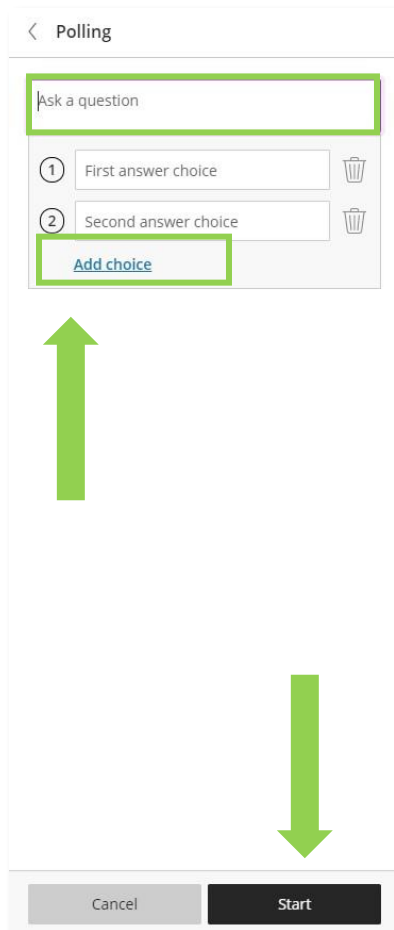 Polling
Ask a question
1 First answer choice
2 Second answer choice
Add choice
Cancel Start